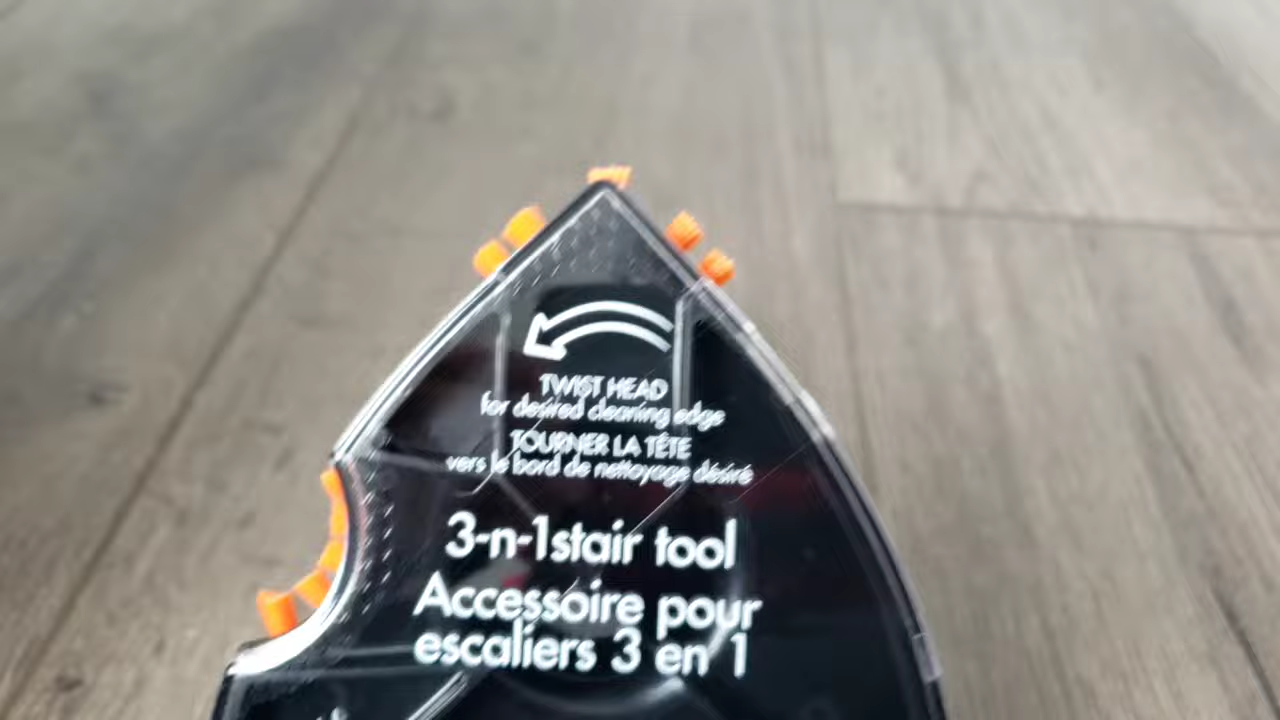 TWIST HEAD
for desired cleaning edge
TOURNER LA TÊTE
vers le bord de nettoyage désiré
3-n-1stair tool
Accessoire pour
escaliers 3 en 1